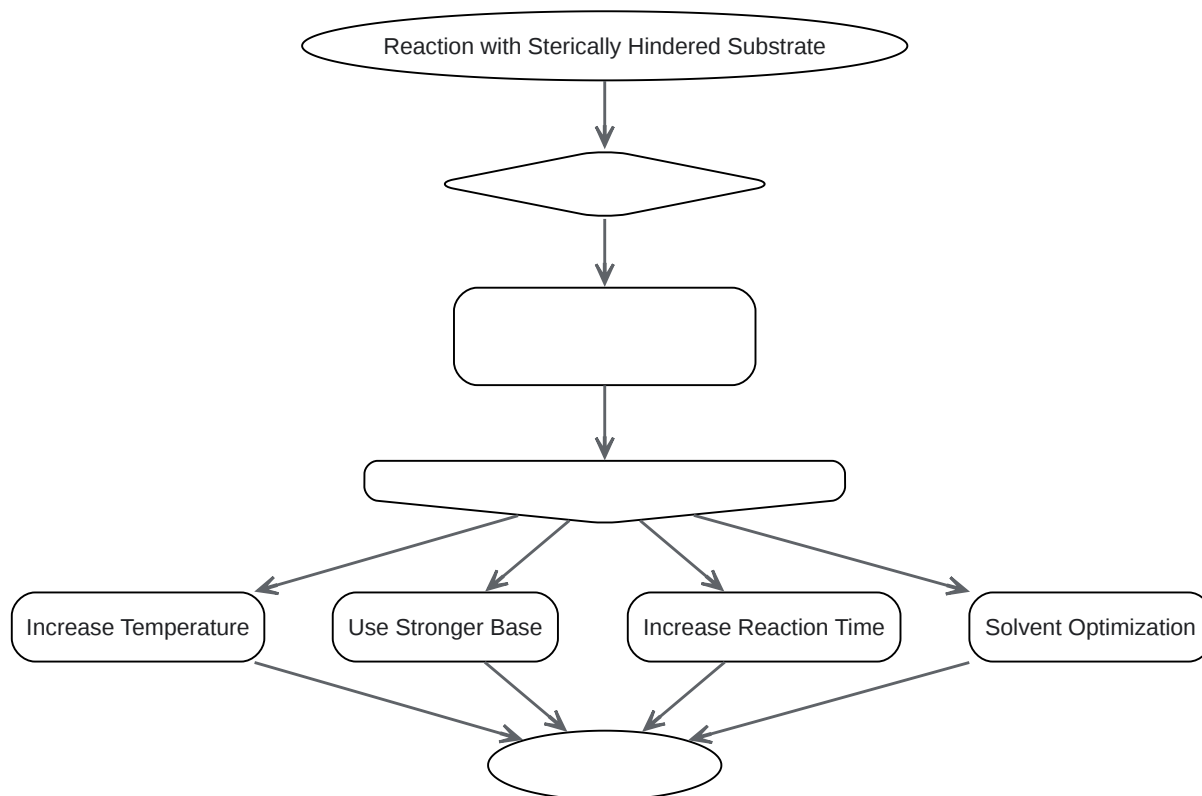 Reaction with Sterically Hindered Substrate
Increase Temperature
Use Stronger Base
Increase Reaction Time
Solvent Optimization